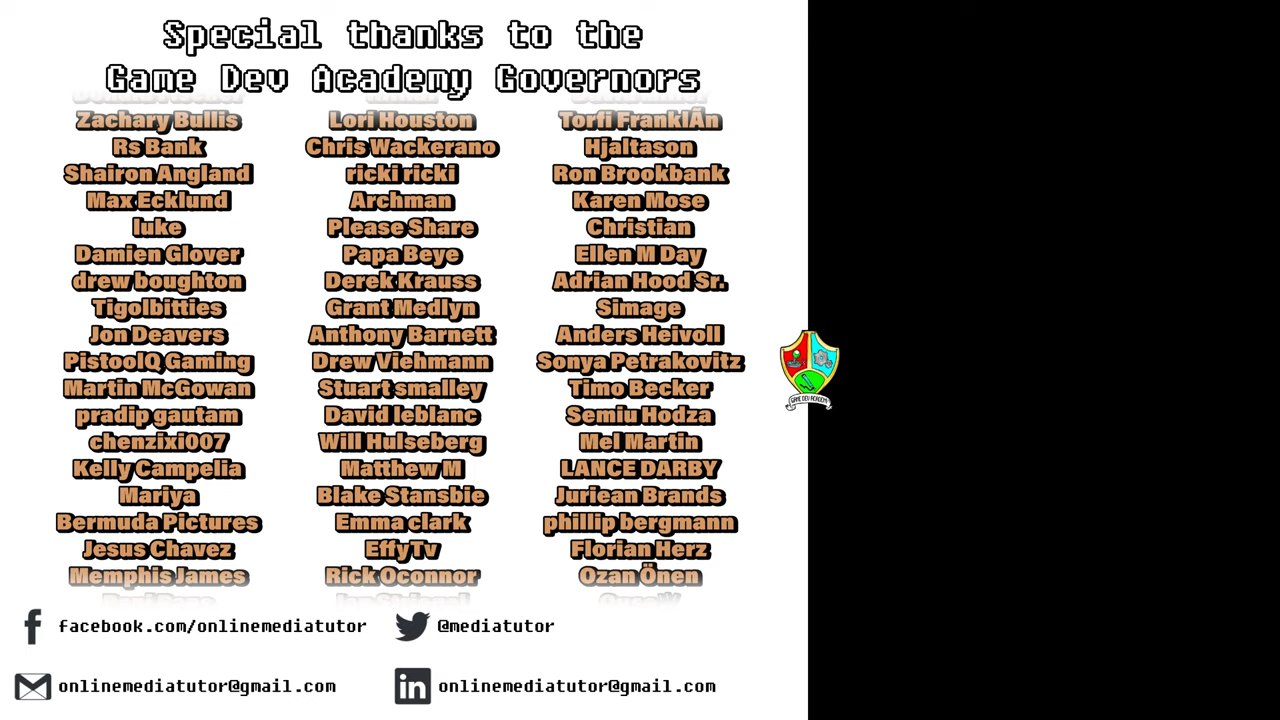 Special thanks to the
Game Dev Academy Governors
Zachary Bullis
Rs Bank
Shairon Angland
Max Ecklund
luke
Damien Glover
drew boughton
Tigolbitties
Jon Deavers
PistoolQ Gaming
Martin McGowan
pradip gautam
chenzixi007
Kelly Campelia
Mariya
Bermuda Pictures
Jesus Chavez
Memphis James
Lori Houston
Chris Wackerano
ricki ricki
Archman
Please Share
Papa Beye
Derek Krauss
Grant Medlyn
Anthony Barnett
Drew Viehmann
Stuart smalley
David leblanc
Will Hulseberg
Matthew M
Blake Stansbie
Emma clark
EffyTv
Rick Oconnor
Torfi FranklÃn
Hjaltason
Ron Brookbank
Karen Mose
Christian
Ellen M Day
Adrian Hood Sr.
Simage
Anders Heivoll
Sonya Petrakovitz
Timo Becker
Semiu Hodza
Mel Martin
LANCE DARBY
Juriean Brands
phillip bergmann
Florian Herz
Ozan Önen
GAME DEV ACADEMY
facebook.com/onlinemediatutor
@mediatutor
onlinemediatutor@gmail.com
in
onlinemediatutor@gmail.com